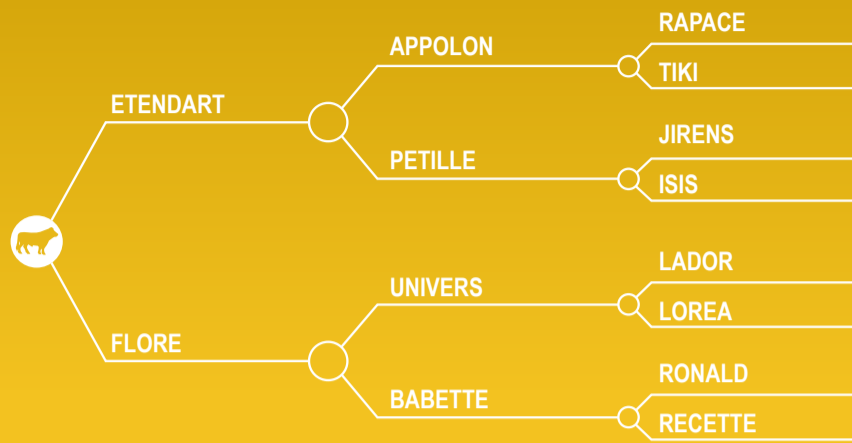 RAPACE
APPOLON
TIKI
ETENDART
JIRENS
PETILLE
ISIS
LADOR
UNIVERS
LOREA
FLORE
RONALD
BABETTE
RECETTE